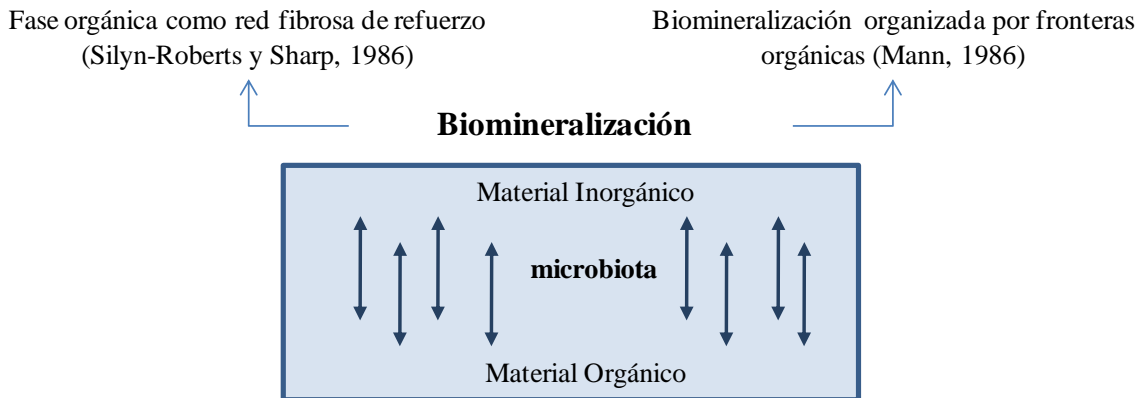 Fase orgánica como red fibrosa de refuerzo
(Silyn-Roberts y Sharp, 1986)
Biomineralización organizada por fronteras
orgánicas (Mann, 1986)
Biomineralización
Material Inorgánico
microbiota
Material Orgánico